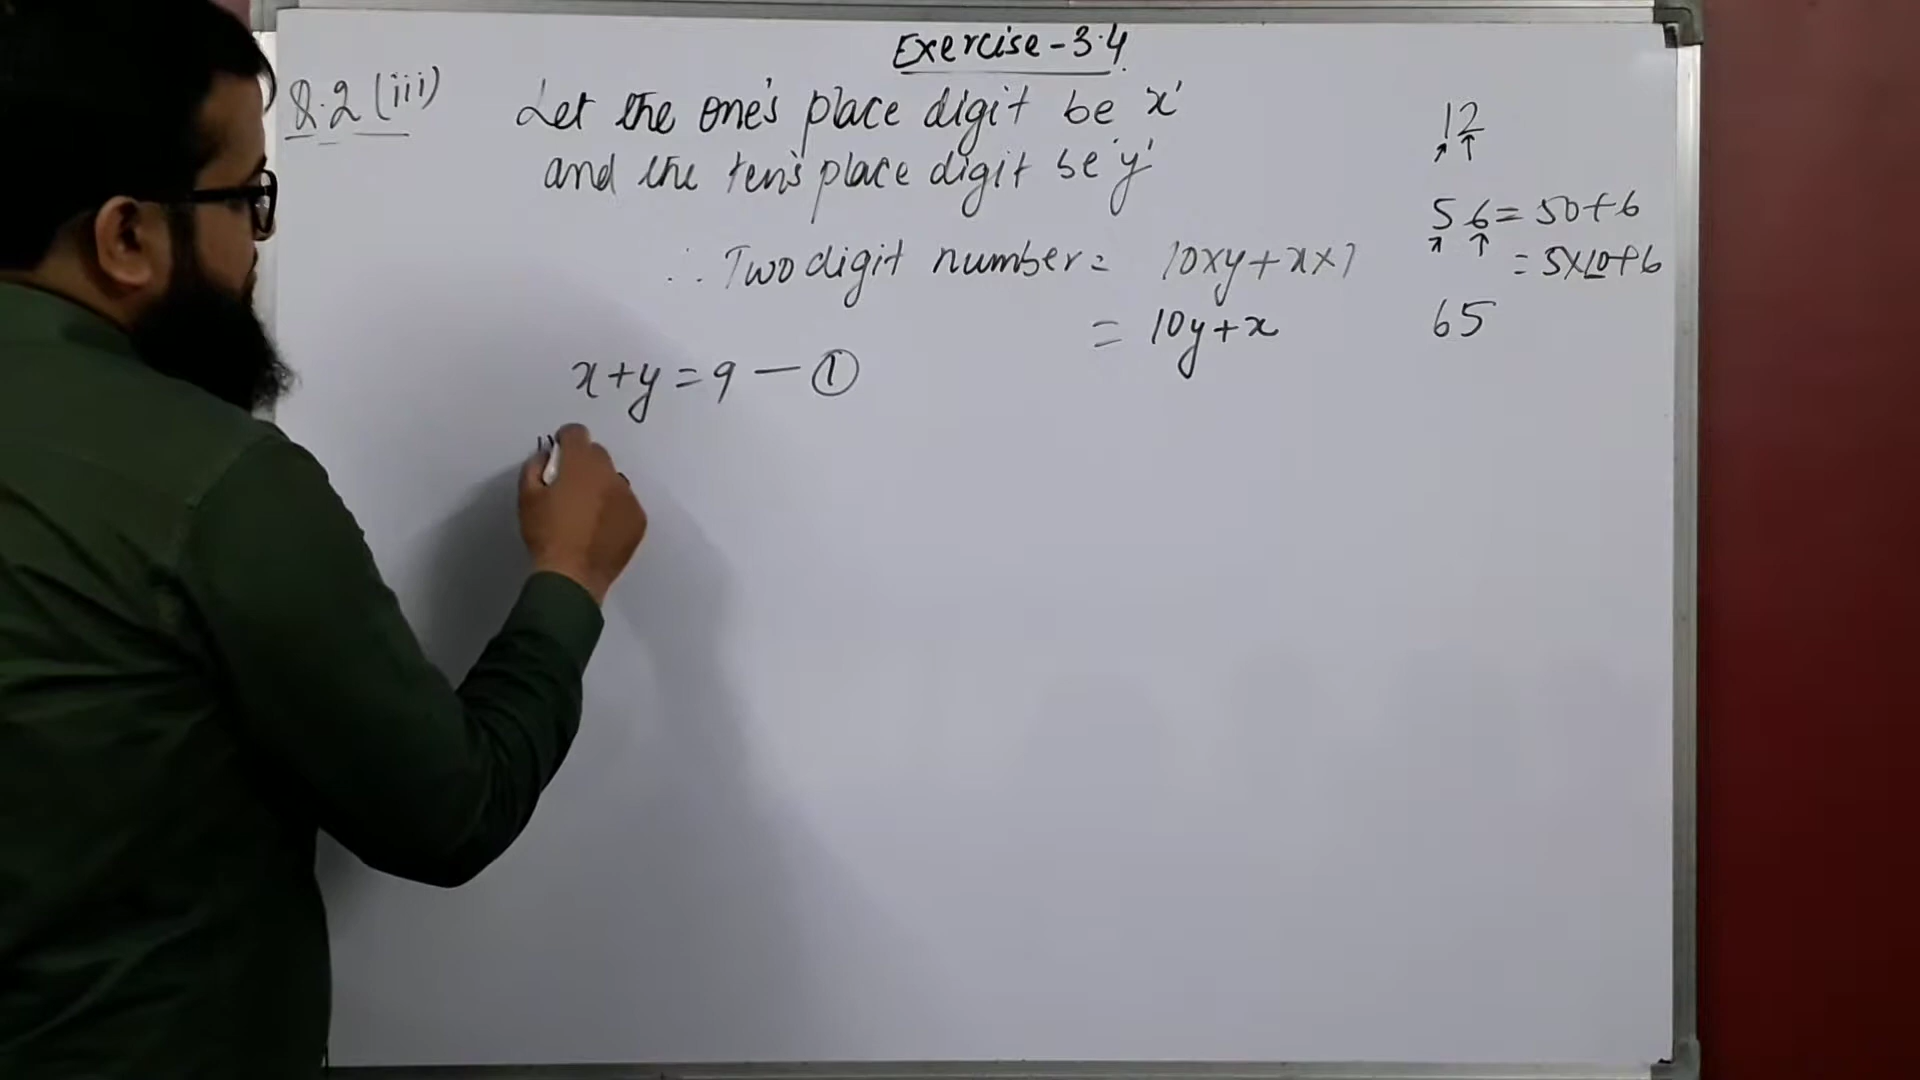 Exercise-3.4
Q.2 (iii)
Let the one's place digit be 'x'
and the ten's place digit be 'y'
∴ Two digit number = 10×y+x×1
= 10y+x
x+y=9 — ①
12
56=50+6
=5×10+6
65